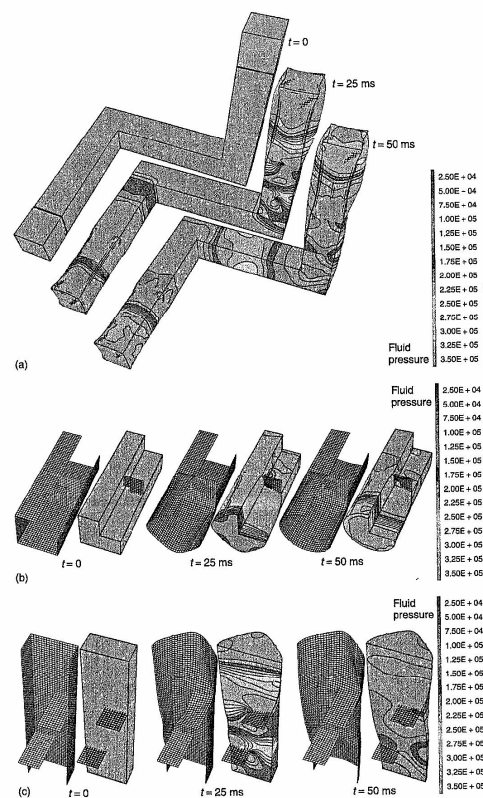 t = 0
t = 25 ms
t = 50 ms
2.50E + 04
5.00E − 04
7.50E + 04
1.00E + 05
1.25E + 05
1.50E + 05
1.75E + 05
2.00E + 05
2.25E + 05
2.50E + 05
2.75E + 05
3.00E + 05
3.25E + 05
3.50E + 05
Fluid
pressure
(a)
Fluid
pressure
2.50E + 04
5.00E + 04
7.50E + 04
1.00E + 05
1.25E + 05
1.50E + 05
1.75E + 05
2.00E + 05
2.25E + 05
2.50E + 05
2.75E + 05
3.00E + 05
3.25E + 05
3.50E + 05
t = 0
t = 25 ms
t = 50 ms
(b)
Fluid
pressure
2.50E + 04
5.00E + 04
7.50E + 04
1.00E + 05
1.25E + 05
1.50E + 05
1.75E + 05
2.00E + 05
2.25E + 05
2.50E + 05
2.75E + 05
3.00E + 05
3.25E + 05
3.50E + 05
(c)
t = 0
t = 25 ms
t = 50 ms